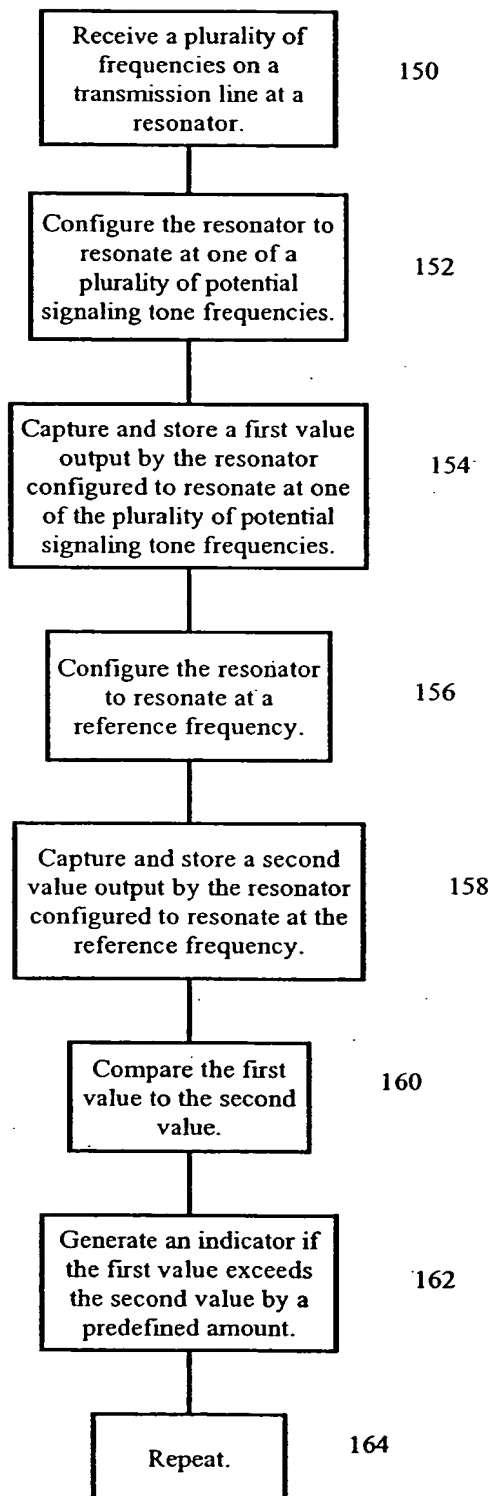 Receive a plurality of
frequencies on a
transmission line at a
resonator.
150
Configure the resonator to
resonate at one of a
plurality of potential
signaling tone frequencies.
152
Capture and store a first value
output by the resonator
configured to resonate at one
of the plurality of potential
signaling tone frequencies.
154
Configure the resonator
to resonate at a
reference frequency.
156
Capture and store a second
value output by the resonator
configured to resonate at the
reference frequency.
158
Compare the first
value to the second
value.
160
Generate an indicator if
the first value exceeds
the second value by a
predefined amount.
162
Repeat.
164